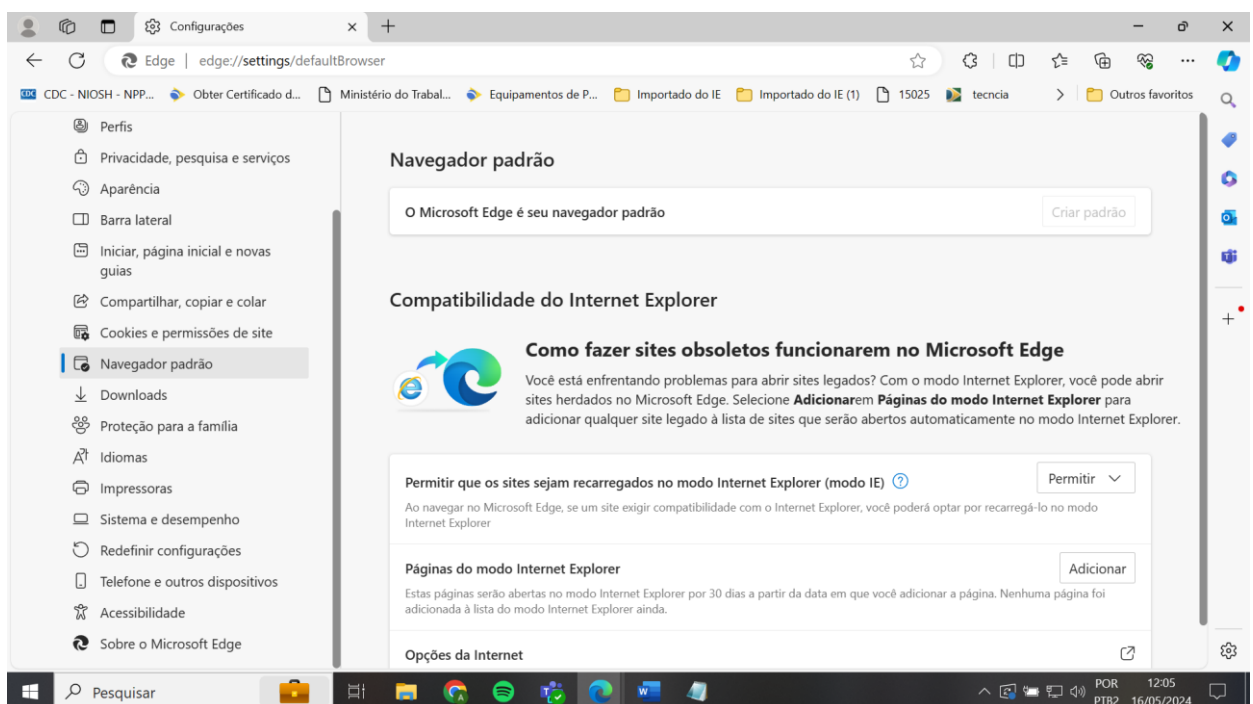 Configurações
Edge | edge://settings/defaultBrowser
CDC CDC - NIOSH - NPP... Obter Certificado d... Ministério do Trabal... Equipamentos de P... Importado do IE Importado do IE (1) 15025 tecncia Outros favoritos
Perfis
Privacidade, pesquisa e serviços
Aparência
Barra lateral
Iniciar, página inicial e novas
guias
Compartilhar, copiar e colar
Cookies e permissões de site
Navegador padrão
Downloads
Proteção para a família
Idiomas
Impressoras
Sistema e desempenho
Redefinir configurações
Telefone e outros dispositivos
Acessibilidade
Sobre o Microsoft Edge
Navegador padrão
O Microsoft Edge é seu navegador padrão Criar padrão
Compatibilidade do Internet Explorer
Como fazer sites obsoletos funcionarem no Microsoft Edge
Você está enfrentando problemas para abrir sites legados? Com o modo Internet Explorer, você pode abrir
sites herdados no Microsoft Edge. Selecione Adicionarem Páginas do modo Internet Explorer para
adicionar qualquer site legado à lista de sites que serão abertos automaticamente no modo Internet Explorer.
Permitir que os sites sejam recarregados no modo Internet Explorer (modo IE) Permitir
Ao navegar no Microsoft Edge, se um site exigir compatibilidade com o Internet Explorer, você poderá optar por recarregá-lo no modo
Internet Explorer
Páginas do modo Internet Explorer Adicionar
Estas páginas serão abertas no modo Internet Explorer por 30 dias a partir da data em que você adicionar a página. Nenhuma página foi
adicionada à lista do modo Internet Explorer ainda.
Opções da Internet
Pesquisar
POR 12:05
PTB2 16/05/2024